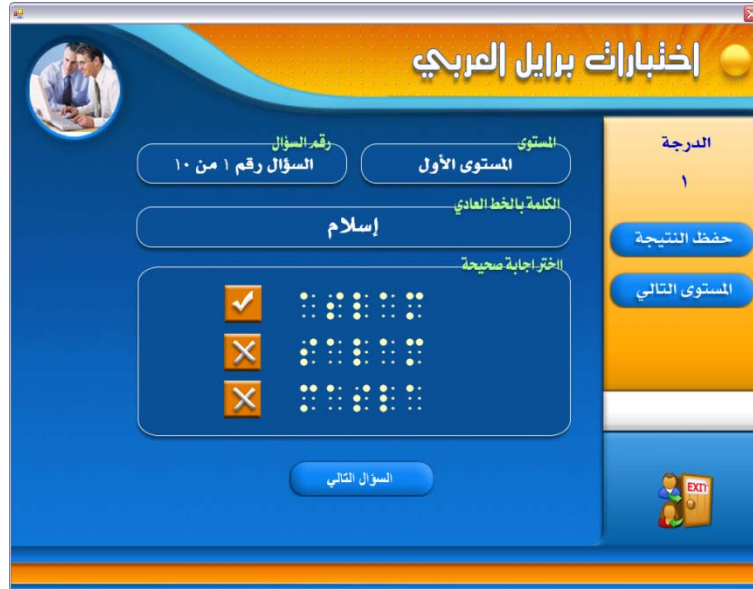 اختبارات برايل العربي
الدرجة
١
حفظ النتيجة
المستوى التالي
المستوى
المستوى الأول
رقم السؤال
السؤال رقم ١ من ١٠
الكلمة بالخط العادي
إسلام
ااختر اجابة صحيحة
السؤال التالي
EXIT